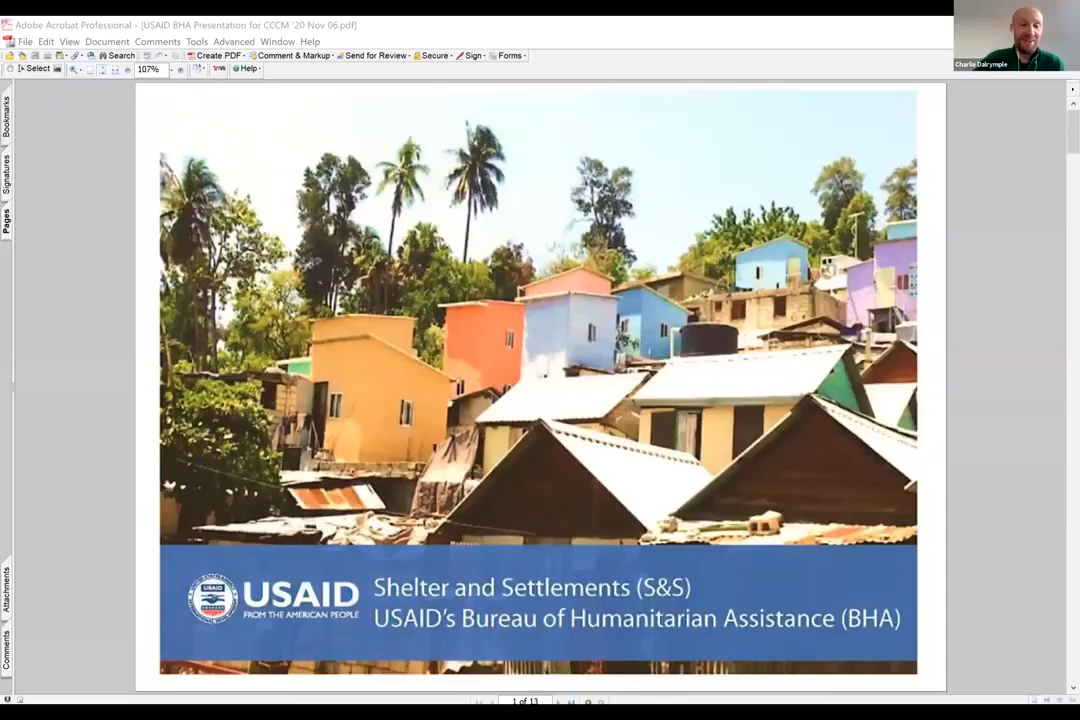 Adobe Acrobat Professional - [USAID BHA Presentation for CCCM '20 Nov 06.pdf]
File Edit View Document Comments Tools Advanced Window Help
Search Create PDF Comment & Markup Send for Review Secure Sign Forms
Select 107% Help
Charlie Dalrymple
Bookmarks
Signatures
Pages
Attachments
Comments
USAID
USAID
FROM THE AMERICAN PEOPLE
Shelter and Settlements (S&S)
USAID's Bureau of Humanitarian Assistance (BHA)
1 of 13